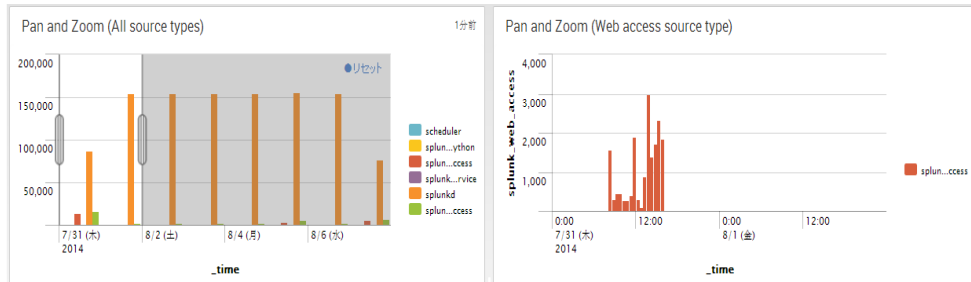 Pan and Zoom (All source types)
1分前
200,000
150,000
100,000
50,000
リセット
scheduler
splun...ython
splun...ccess
splunk...rvice
splunkd
splun...ccess
7/31 (木)
2014
8/2 (土)
8/4 (月)
8/6 (水)
_time
Pan and Zoom (Web access source type)
splunk_web_access
4,000
3,000
2,000
1,000
splun...ccess
0:00
7/31 (木)
2014
12:00
0:00
8/1 (金)
12:00
_time